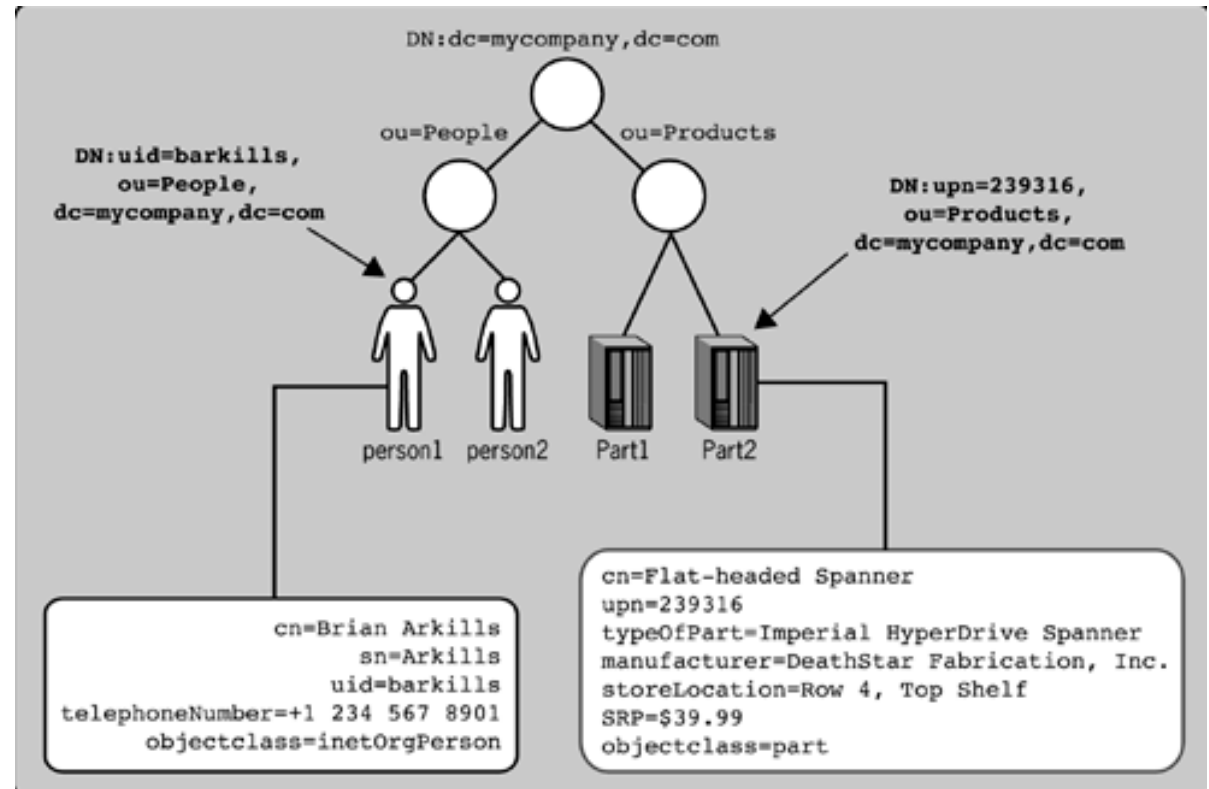 DN:dc=mycompany,dc=com
ou=People
ou=Products
DN:uid=barkills,
ou=People,
dc=mycompany,dc=com
DN:upn=239316,
ou=Products,
dc=mycompany,dc=com
person1
person2
Part1
Part2
cn=Brian Arkills
sn=Arkills
uid=barkills
telephoneNumber=+1 234 567 8901
objectclass=inetOrgPerson
cn=Flat-headed Spanner
upn=239316
typeOfPart=Imperial HyperDrive Spanner
manufacturer=DeathStar Fabrication, Inc.
storeLocation=Row 4, Top Shelf
SRP=$39.99
objectclass=part